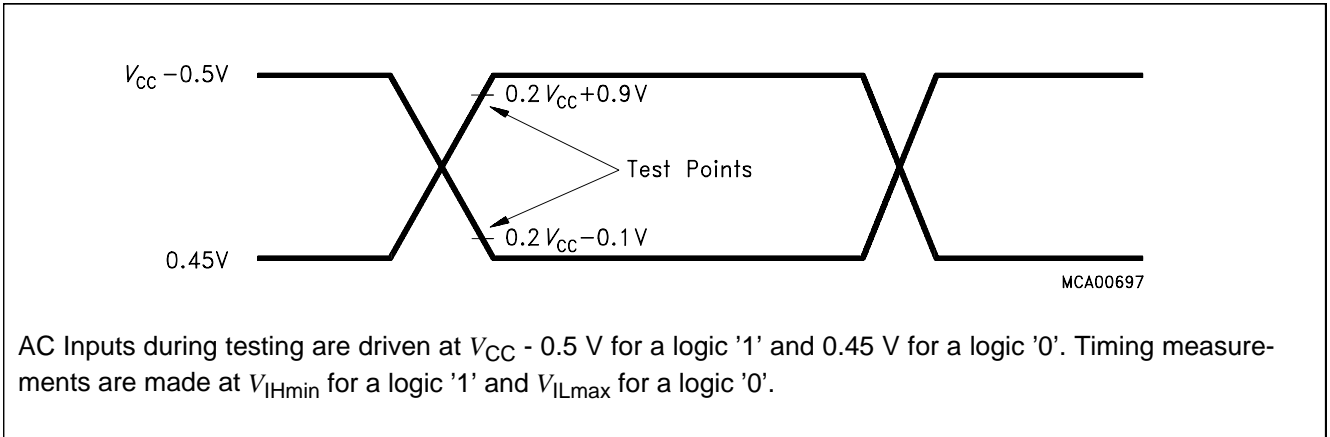 VCC −0.5V
0.2 VCC+0.9V
Test Points
0.2 VCC−0.1V
0.45V
MCA00697
AC Inputs during testing are driven at VCC - 0.5 V for a logic ’1’ and 0.45 V for a logic ’0’. Timing measure-
ments are made at VIHmin for a logic ’1’ and VILmax for a logic ’0’.